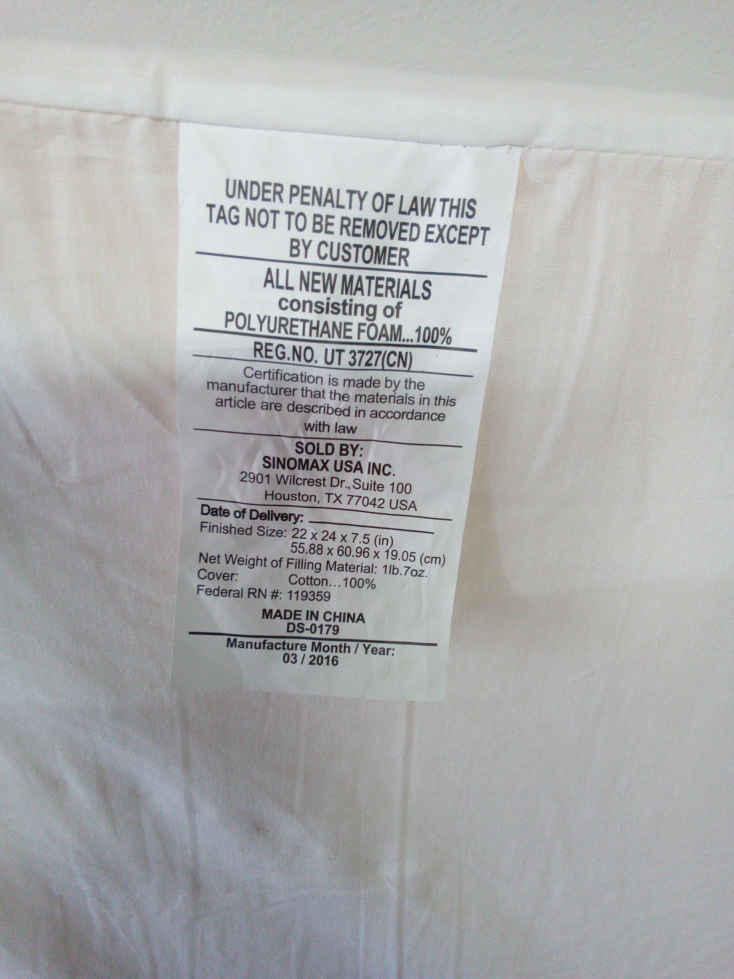 UNDER PENALTY OF LAW THIS
TAG NOT TO BE REMOVED EXCEPT
BY CUSTOMER
ALL NEW MATERIALS
consisting of
POLYURETHANE FOAM...100%
REG.NO. UT 3727(CN)
Certification is made by the
manufacturer that the materials in this
article are described in accordance
with law
SOLD BY:
SINOMAX USA INC.
2901 Wilcrest Dr., Suite 100
Houston, TX 77042 USA
Date of Delivery:
Finished Size: 22 x 24 x 7.5 (in)
55.88 x 60.96 x 19.05 (cm)
Net Weight of Filling Material: 1lb.7oz.
Cover: Cotton...100%
Federal RN #: 119359
MADE IN CHINA
DS-0179
Manufacture Month / Year:
03 / 2016